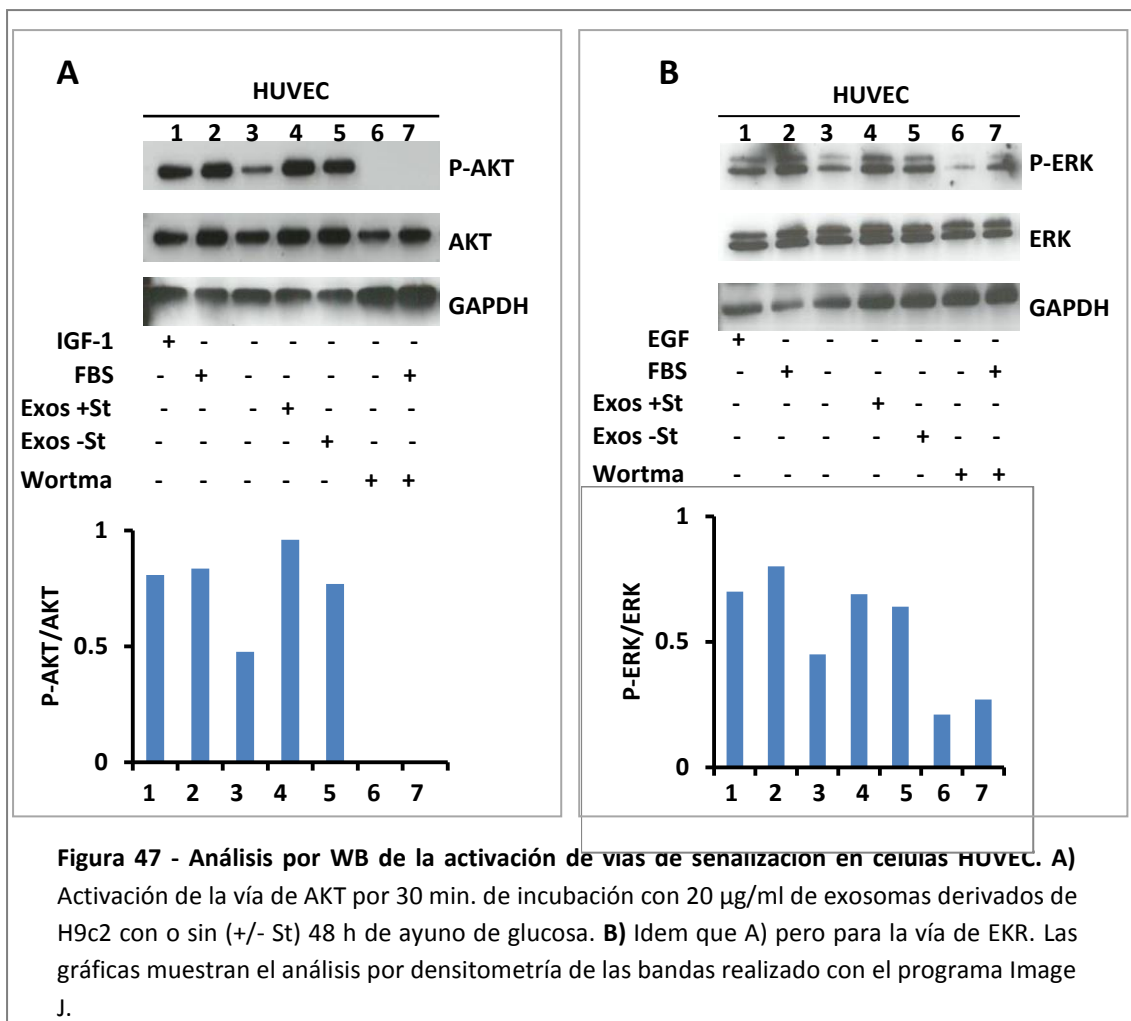 A
HUVEC
1 2 3 4 5 6 7
P-AKT
AKT
GAPDH
IGF-1 + - - - - - -
FBS - + - - - - +
Exos +St - - - + - - -
Exos -St - - - - + - -
Wortma - - - - - + +
P-AKT/AKT
1
0.5
0
1 2 3 4 5 6 7
B
HUVEC
1 2 3 4 5 6 7
P-ERK
ERK
GAPDH
EGF + - - - - - -
FBS - + - - - - +
Exos +St - - - + - - -
Exos -St - - - - + - -
Wortma - - - - - + +
P-ERK/ERK
1
0.5
0
1 2 3 4 5 6 7
Figura 47 - Análisis por WB de la activación de vías de señalización en células HUVEC. A)
Activación de la vía de AKT por 30 min. de incubación con 20 µg/ml de exosomas derivados de
H9c2 con o sin (+/- St) 48 h de ayuno de glucosa. B) Idem que A) pero para la vía de EKR. Las
gráficas muestran el análisis por densitometría de las bandas realizado con el programa Image
J.